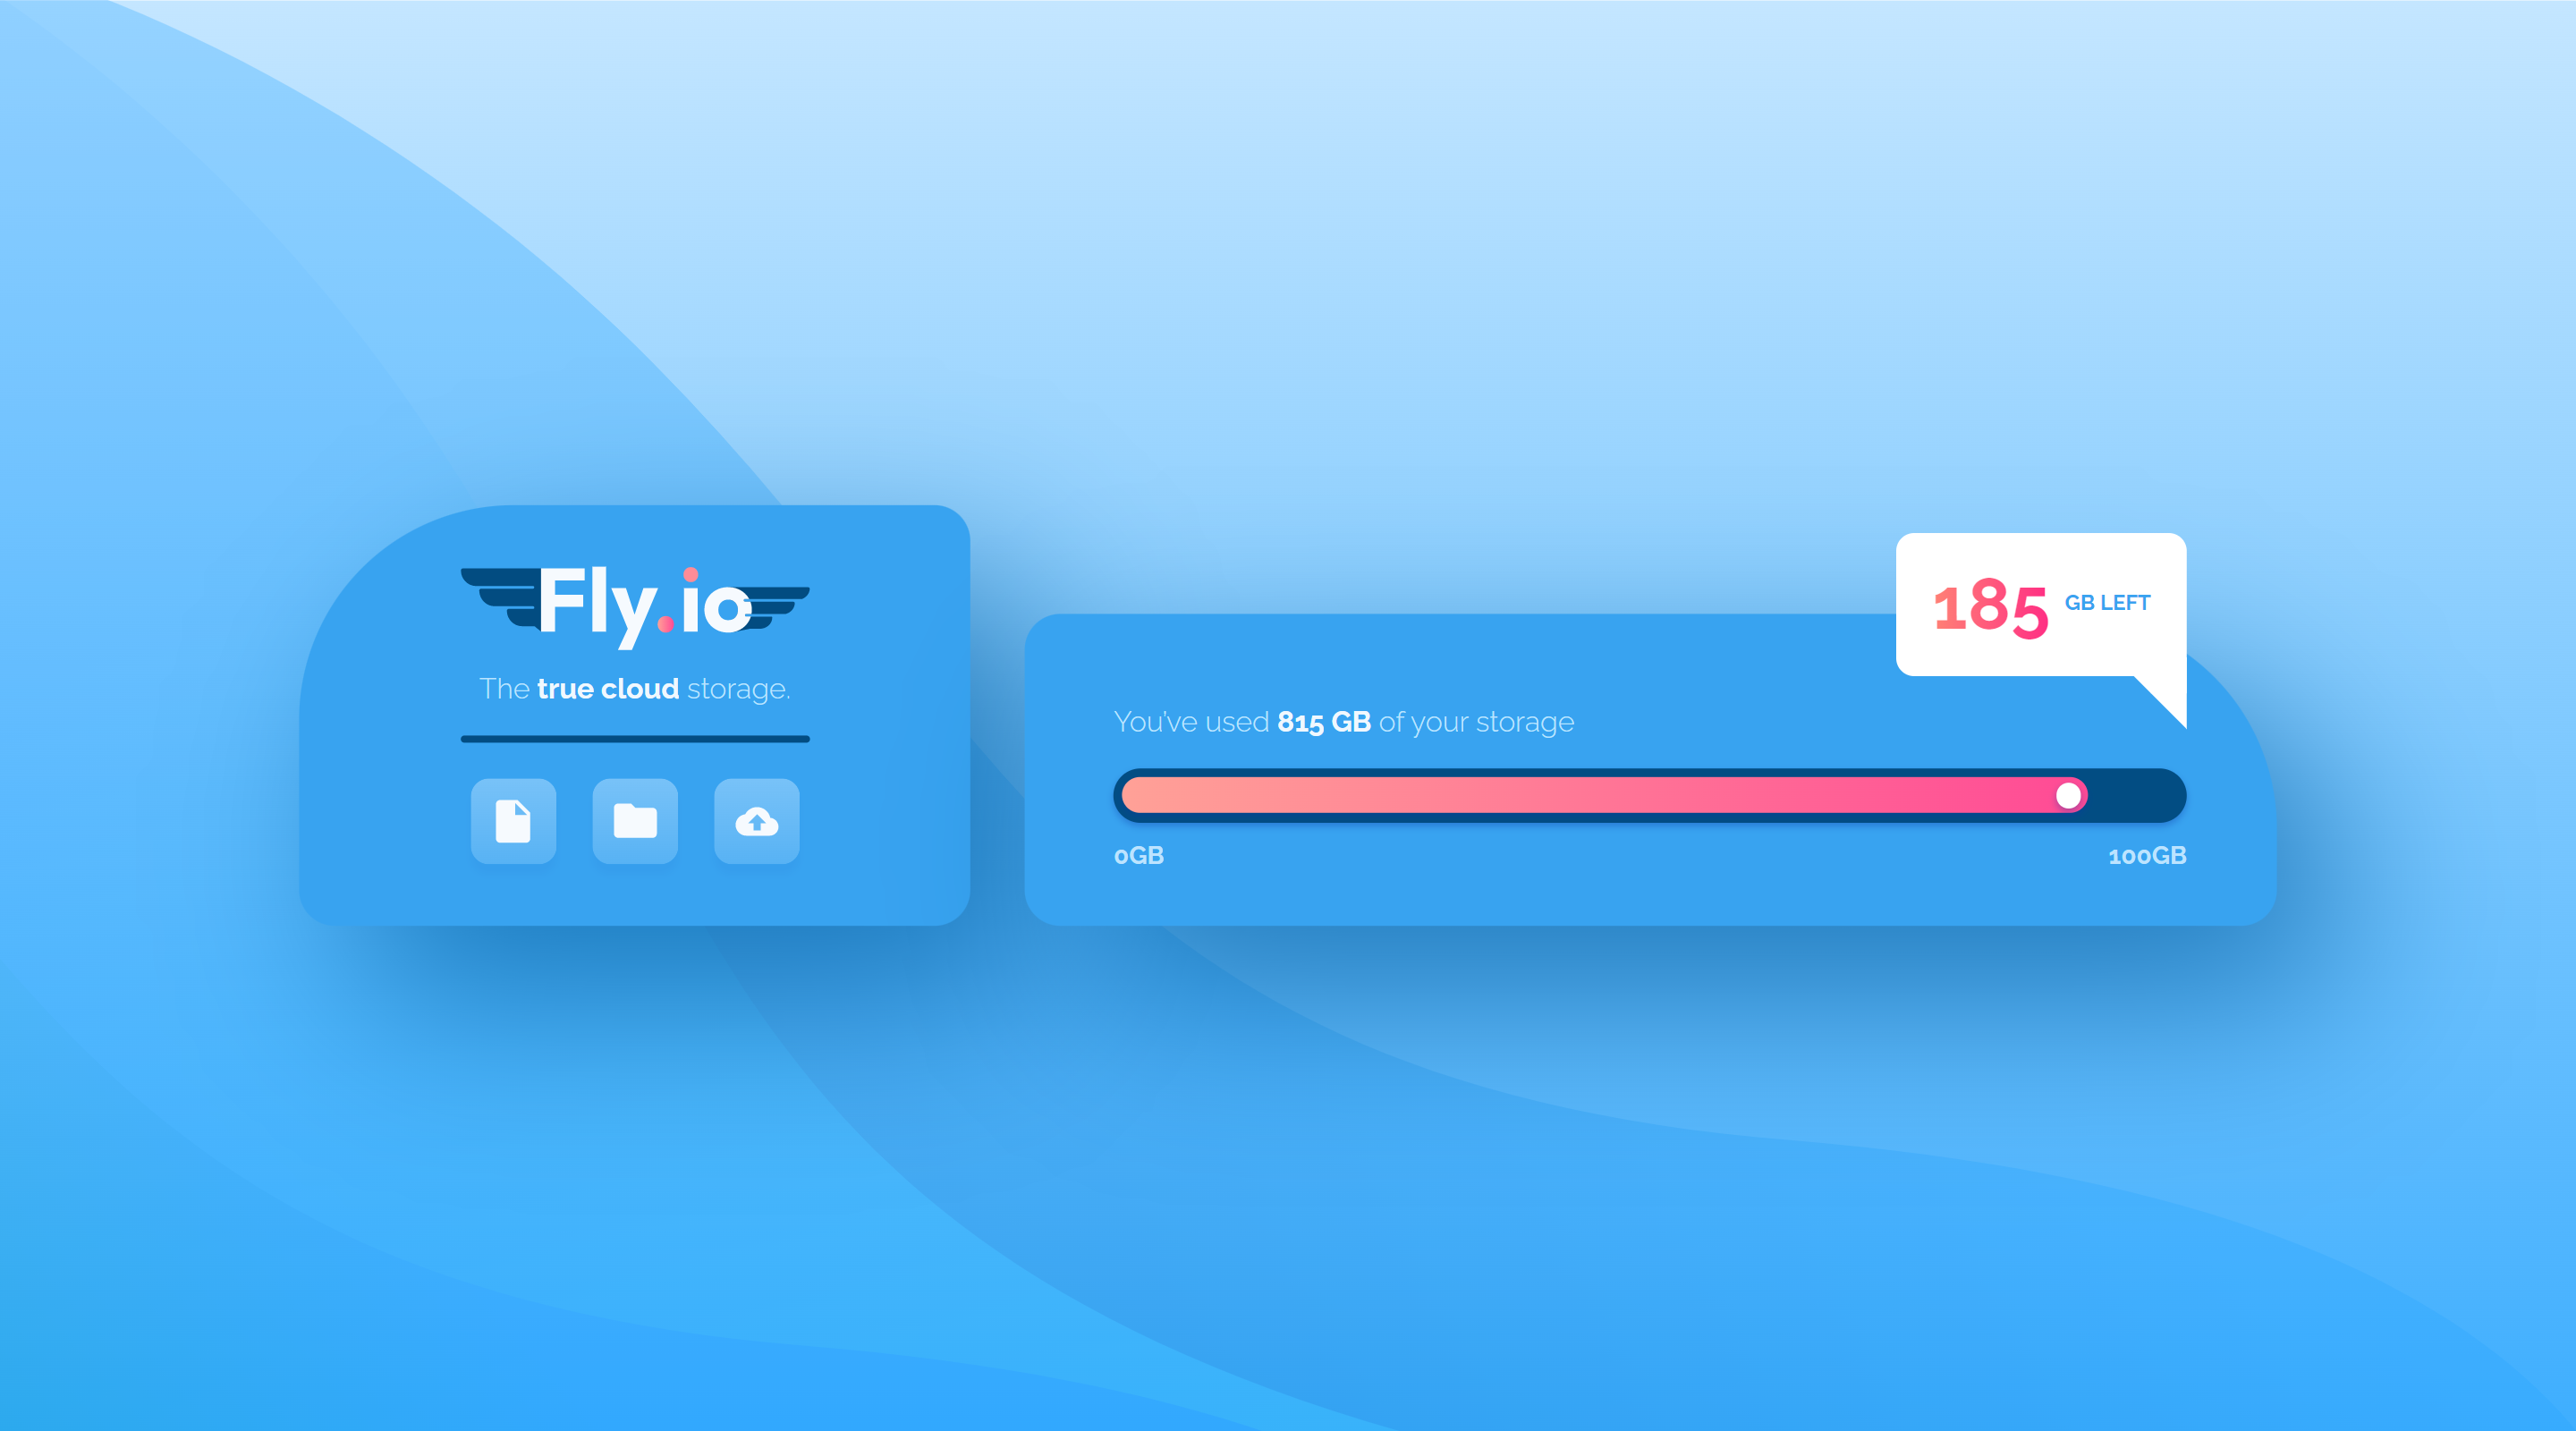 Fly.io
The true cloud storage.
185 GB LEFT
You've used 815 GB of your storage
0GB
100GB